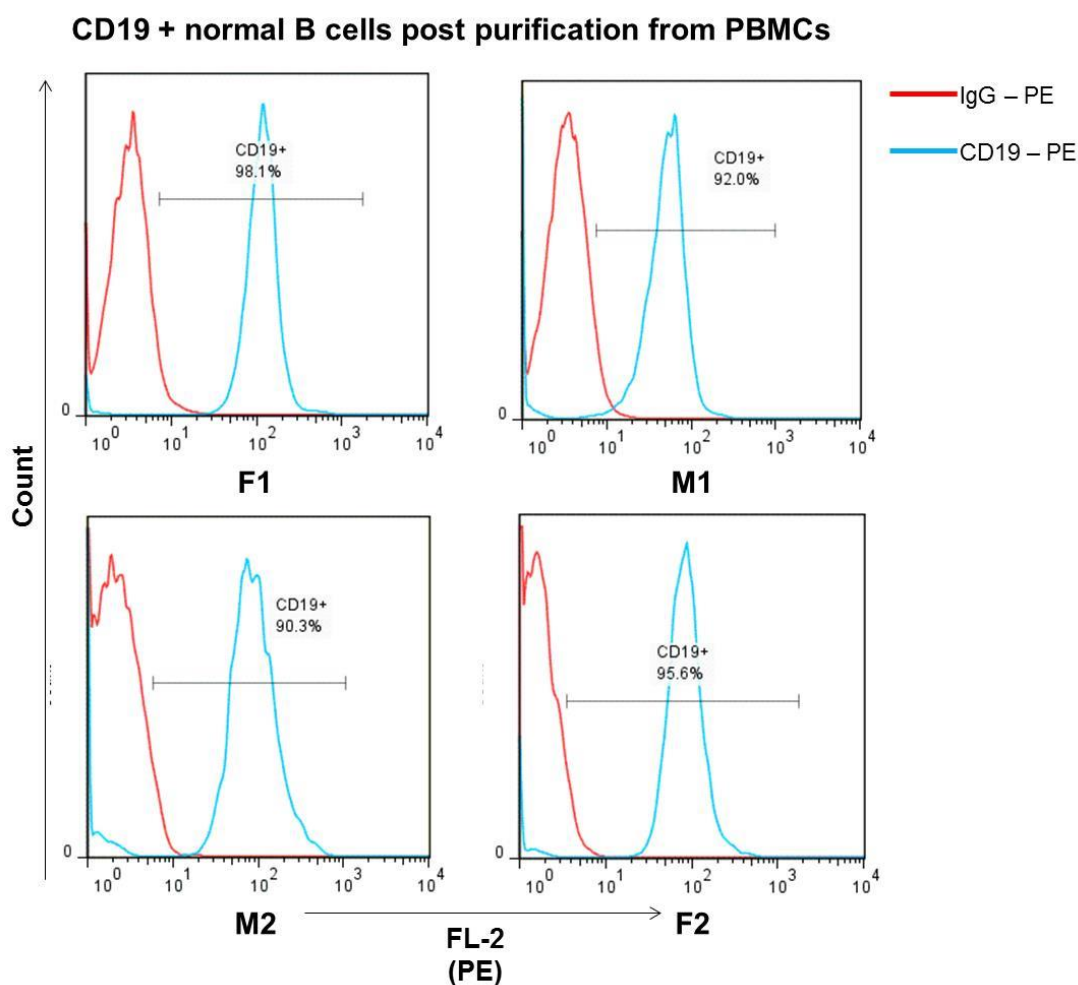 CD19 + normal B cells post purification from PBMCs
IgG – PE
CD19 – PE
Count
CD19+
98.1%
0
10^0 10^1 10^2 10^3 10^4
F1
CD19+
92.0%
0
10^0 10^1 10^2 10^3 10^4
M1
CD19+
90.3%
0
10^0 10^1 10^2 10^3 10^4
M2
CD19+
95.6%
0
10^0 10^1 10^2 10^3 10^4
F2
FL-2
(PE)